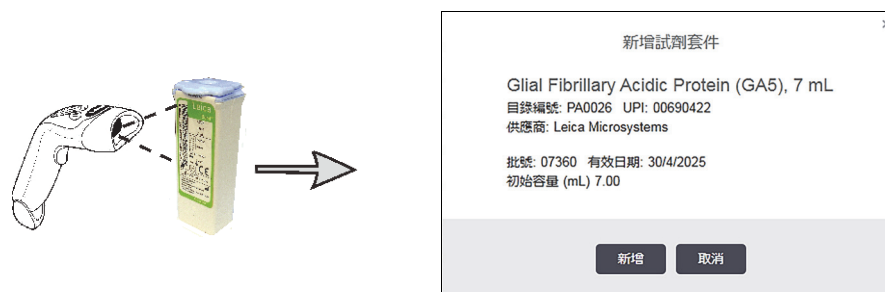 Leica
新增試劑套件
Glial Fibrillary Acidic Protein (GA5), 7 mL
目錄編號: PA0026 UPI: 00690422
供應商: Leica Microsystems
批號: 07360 有效日期: 30/4/2025
初始容量 (mL) 7.00
新增 取消